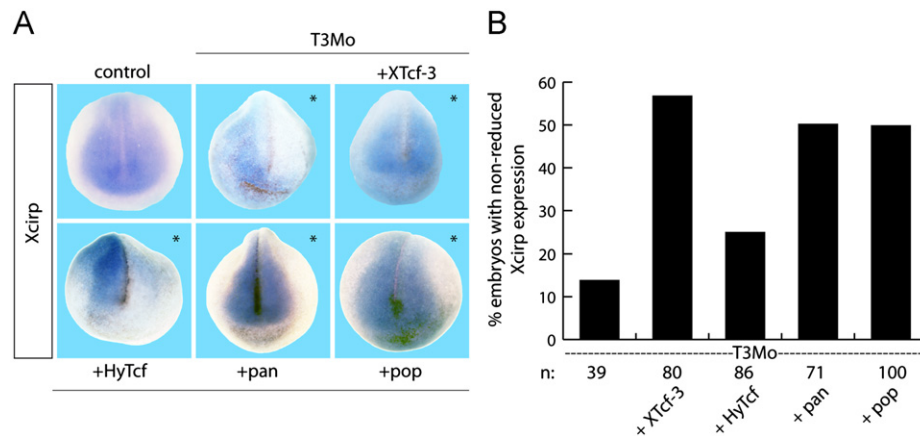 A
T3Mo
control
+XTcf-3
*
*
Xcirp
*
*
*
+HyTcf
+pan
+pop
B
% embryos with non-reduced
Xcirp expression
60
50
40
30
20
10
0
T3Mo
n: 39 80 86 71 100
+ XTcf-3
+ HyTcf
+ pan
+ pop